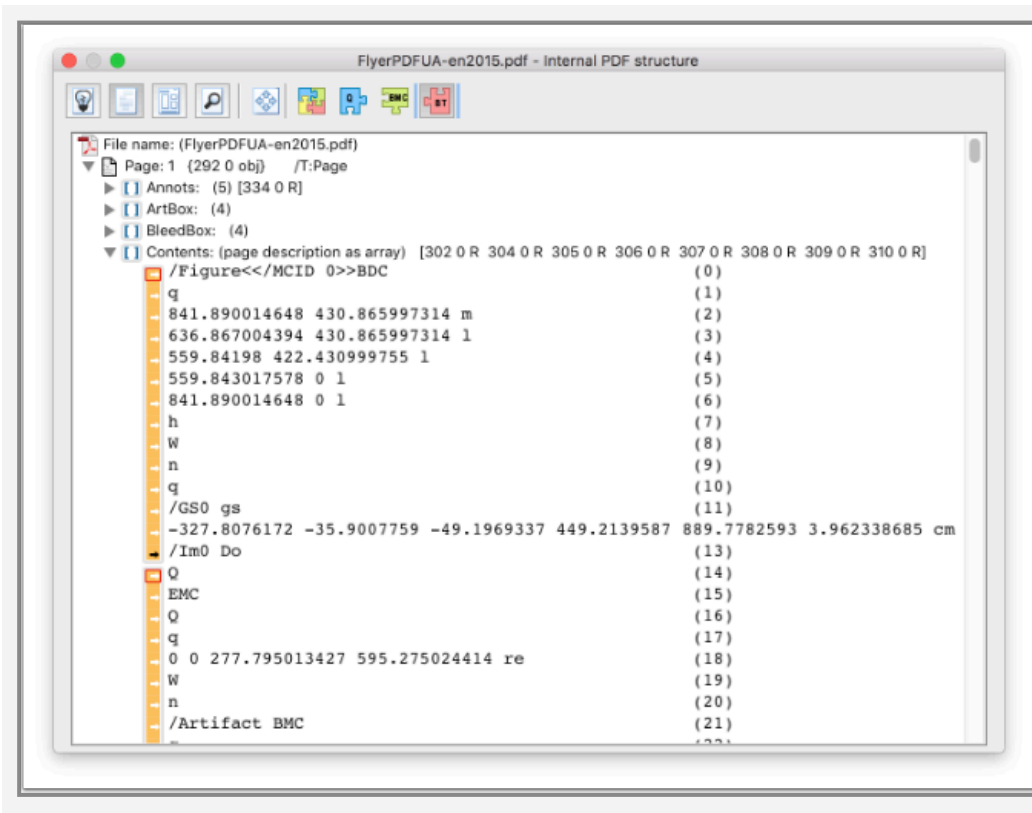 FlyerPDFUA-en2015.pdf - Internal PDF structure
Q EMC BT
File name: (FlyerPDFUA-en2015.pdf)
Page: 1 {292 0 obj} /T:Page
[ ] Annots: (5) [334 0 R]
[ ] ArtBox: (4)
[ ] BleedBox: (4)
[ ] Contents: (page description as array) [302 0 R 304 0 R 305 0 R 306 0 R 307 0 R 308 0 R 309 0 R 310 0 R]
/Figure<</MCID 0>>BDC (0)
q (1)
841.890014648 430.865997314 m (2)
636.867004394 430.865997314 l (3)
559.84198 422.430999755 l (4)
559.843017578 0 l (5)
841.890014648 0 l (6)
h (7)
W (8)
n (9)
q (10)
/GS0 gs (11)
-327.8076172 -35.9007759 -49.1969337 449.2139587 889.7782593 3.962338685 cm
/Im0 Do (13)
Q (14)
EMC (15)
Q (16)
q (17)
0 0 277.795013427 595.275024414 re (18)
W (19)
n (20)
/Artifact BMC (21)